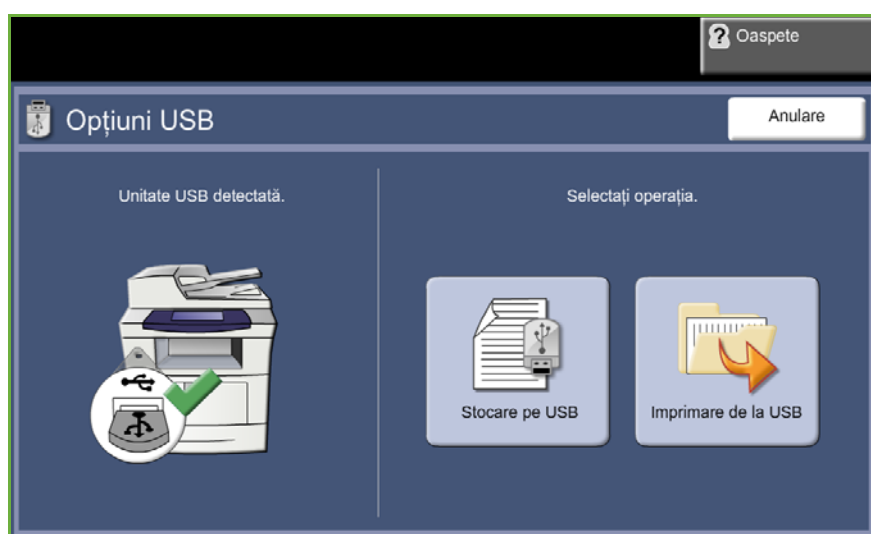 Oaspete
Opțiuni USB
Anulare
Unitate USB detectată.
Selectați operația.
Stocare pe USB
Imprimare de la USB